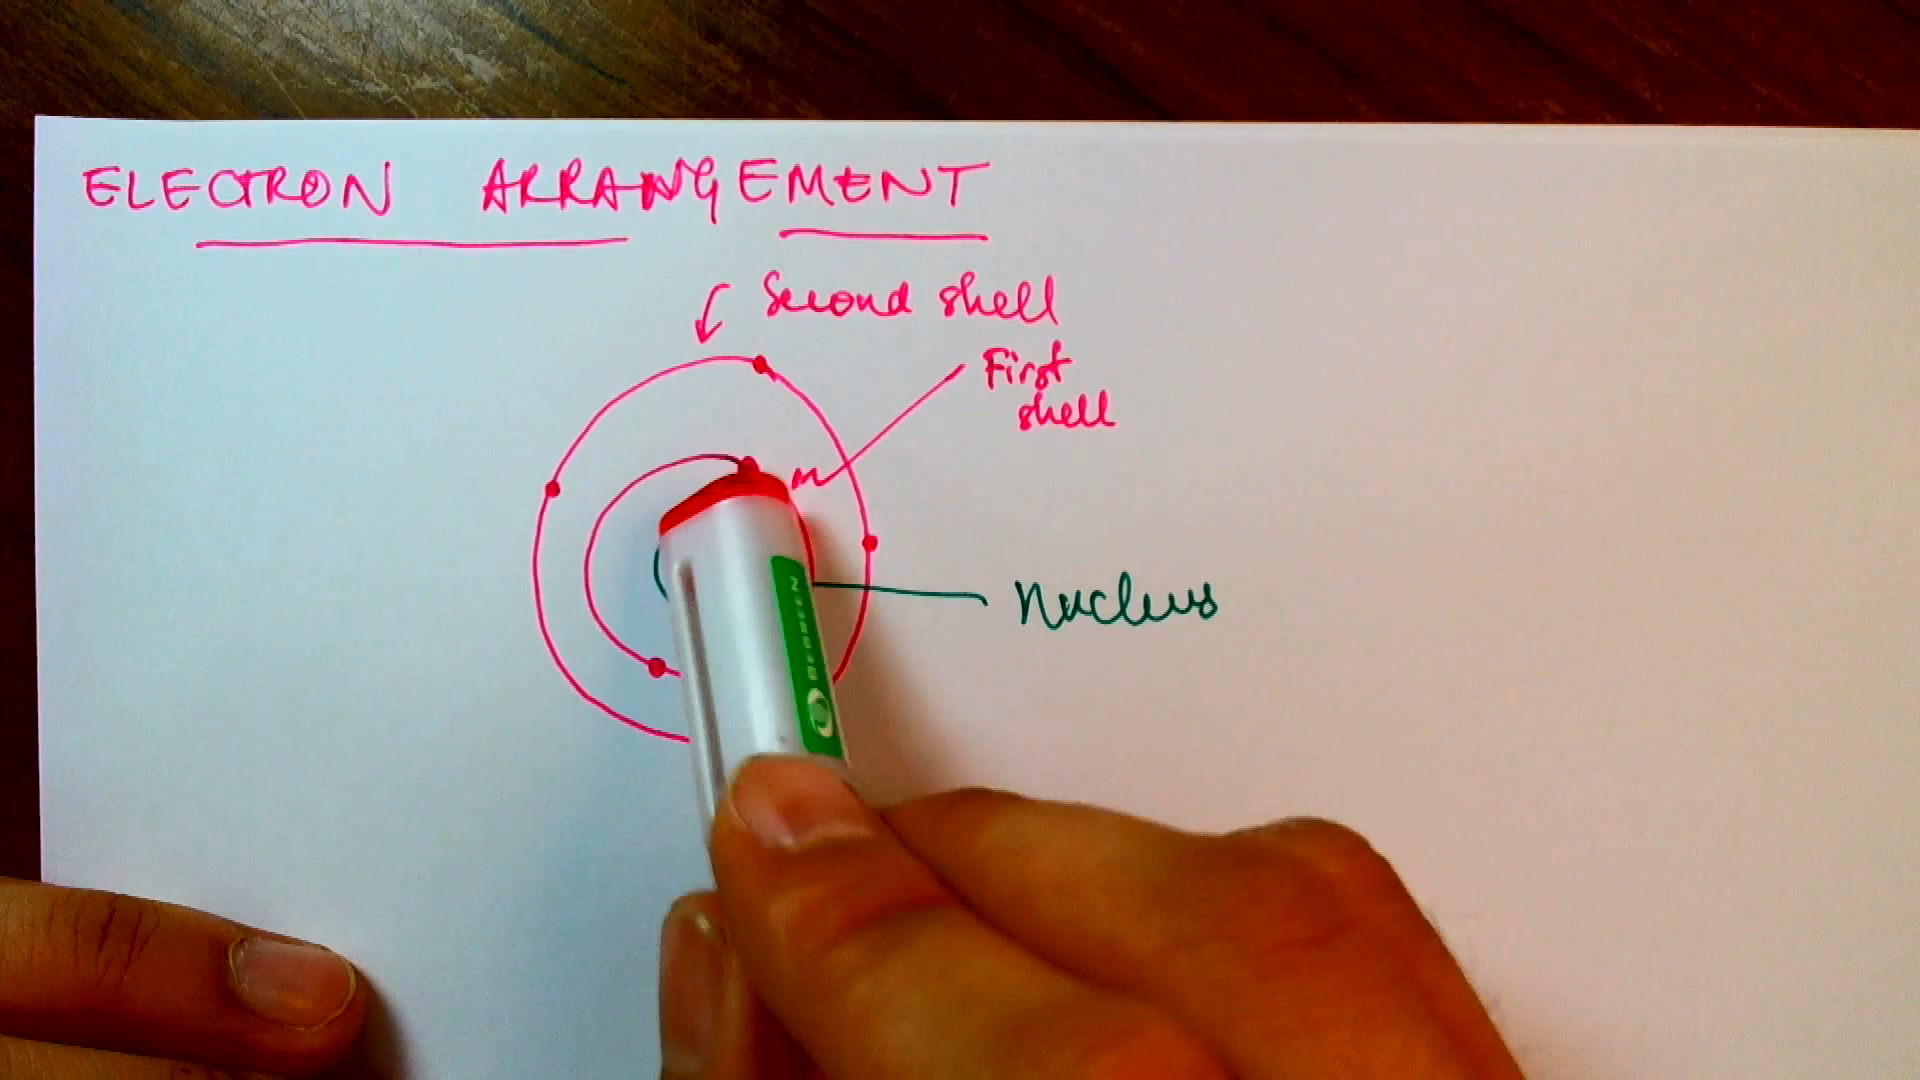 ELECTRON ARRANGEMENT
Second shell
First
shell
Nucleus